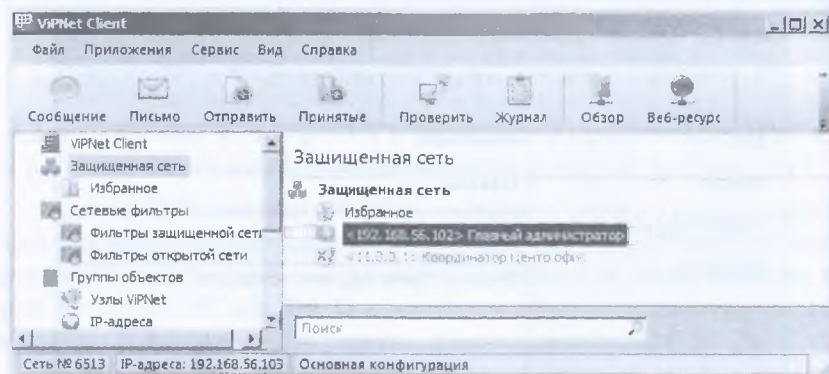 ViPNet Client
Файл Приложения Сервис Вид Справка
Сообщение Письмо Отправить Принятые Проверить Журнал Обзор Веб-ресурс
ViPNet Client
Защищенная сеть
Избранное
Сетевые фильтры
Фильтры защищенной сети
Фильтры открытой сети
Группы объектов
Узлы ViPNet
IP-адреса
Защищенная сеть
Защищенная сеть
Избранное
<192.168.56.102> Главный администратор
Координатор Центр офис
Поиск
Сеть № 6513 IP-адреса: 192.168.56.103 Основная конфигурация